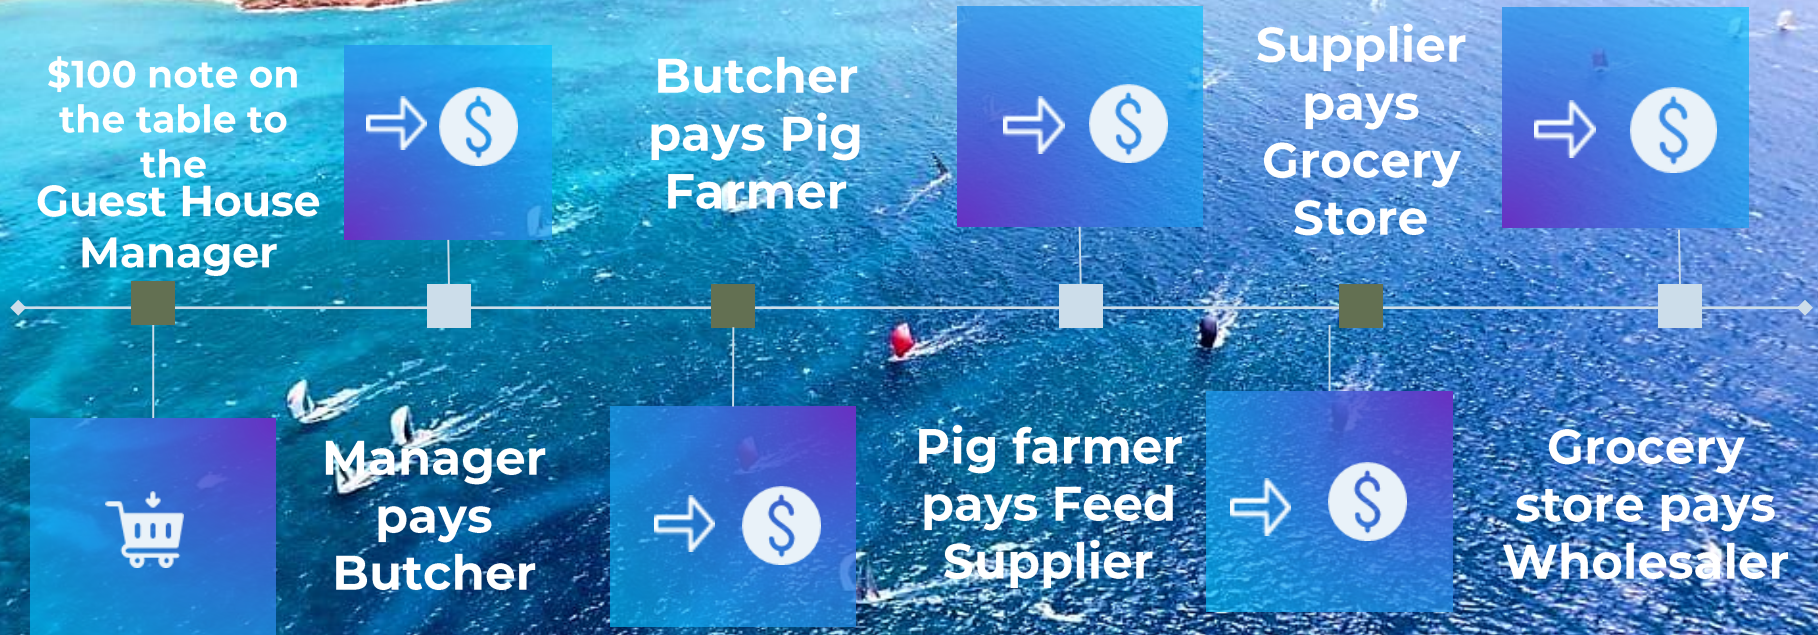 $100 note on
the table to
the
Guest House
Manager
Manager
pays
Butcher
Butcher
pays Pig
Farmer
Pig farmer
pays Feed
Supplier
Supplier
pays
Grocery
Store
Grocery
store pays
Wholesaler